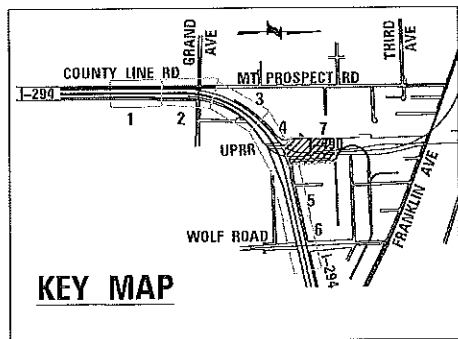 GRAND AVE
THIRD AVE
COUNTY LINE RD
MT PROSPECT RD
I-294
1
2
3
4
7
490
UPRR
5
6
WOLF ROAD
I-294
FRANKLIN AVE
KEY MAP